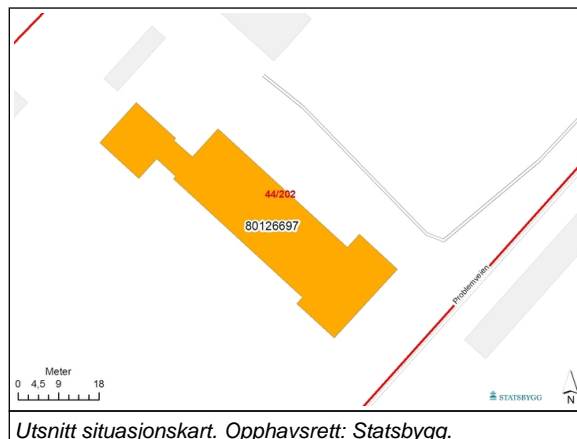 44/202
80126697
Problemveien
Meter
0 4,5 9 18
STATSBYGG
N
Utsnitt situasjonskart. Opphavsrett: Statsbygg.